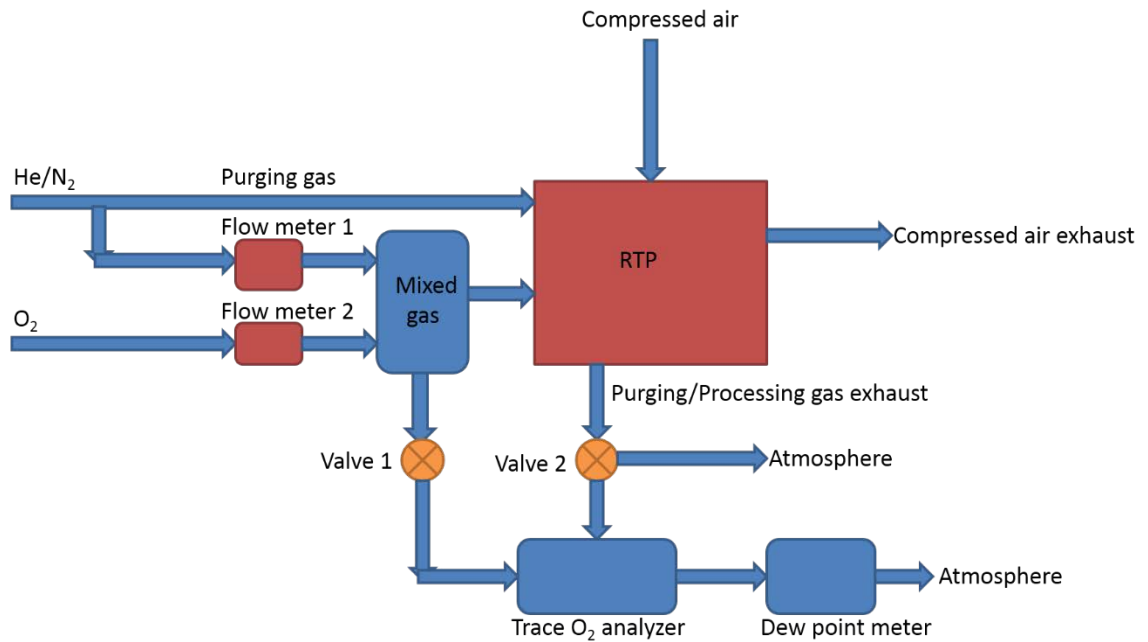 Compressed air
He/N₂
Purging gas
Flow meter 1
Compressed air exhaust
RTP
Mixed
gas
Flow meter 2
O₂
Purging/Processing gas exhaust
Valve 1
Valve 2
Atmosphere
Atmosphere
Trace O₂ analyzer
Dew point meter